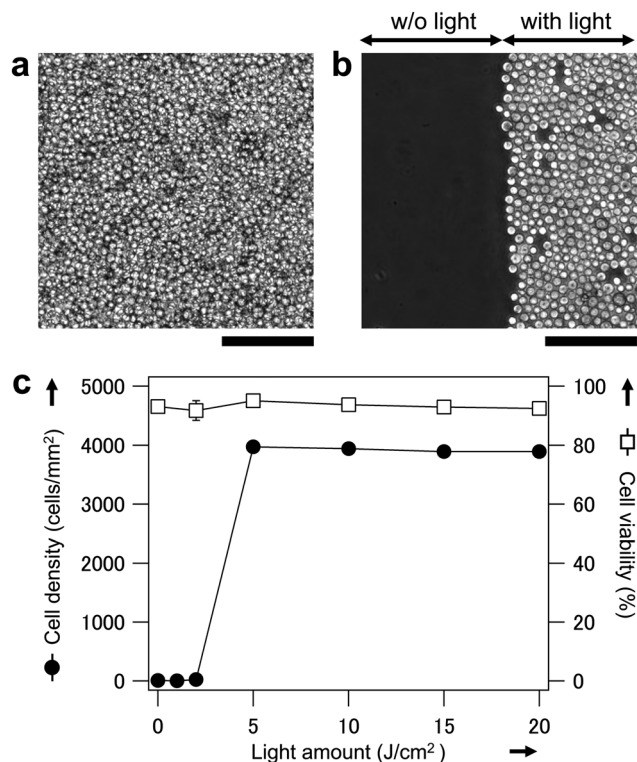 w/o light
with light
a
b
c
5000
4000
3000
2000
1000
0
Cell density (cells/mm²)
100
80
60
40
20
0
Cell viability (%)
0
5
10
15
20
Light amount (J/cm²)